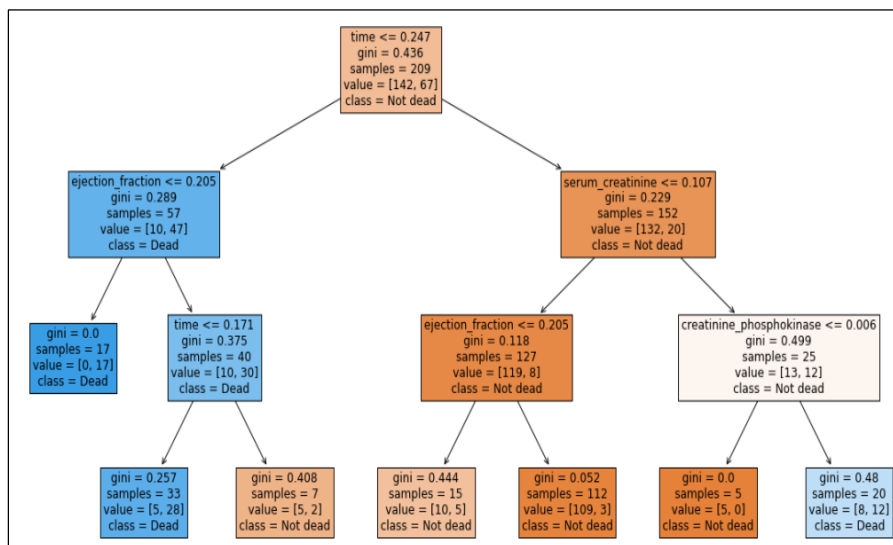 time <= 0.247
gini = 0.436
samples = 209
value = [142, 67]
class = Not dead
ejection_fraction <= 0.205
gini = 0.289
samples = 57
value = [10, 47]
class = Dead
serum_creatinine <= 0.107
gini = 0.229
samples = 152
value = [132, 20]
class = Not dead
gini = 0.0
samples = 17
value = [0, 17]
class = Dead
time <= 0.171
gini = 0.375
samples = 40
value = [10, 30]
class = Dead
ejection_fraction <= 0.205
gini = 0.118
samples = 127
value = [119, 8]
class = Not dead
creatinine_phosphokinase <= 0.006
gini = 0.499
samples = 25
value = [13, 12]
class = Not dead
gini = 0.257
samples = 33
value = [5, 28]
class = Dead
gini = 0.408
samples = 7
value = [5, 2]
class = Not dead
gini = 0.444
samples = 15
value = [10, 5]
class = Not dead
gini = 0.052
samples = 112
value = [109, 3]
class = Not dead
gini = 0.0
samples = 5
value = [5, 0]
class = Not dead
gini = 0.48
samples = 20
value = [8, 12]
class = Dead